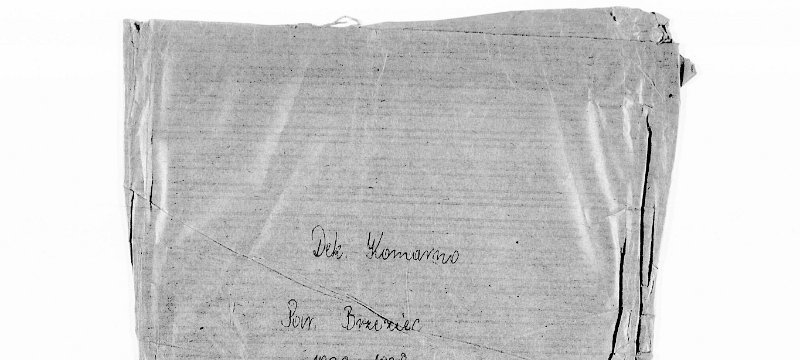 Dek. Komarno
Par. Brzeziec